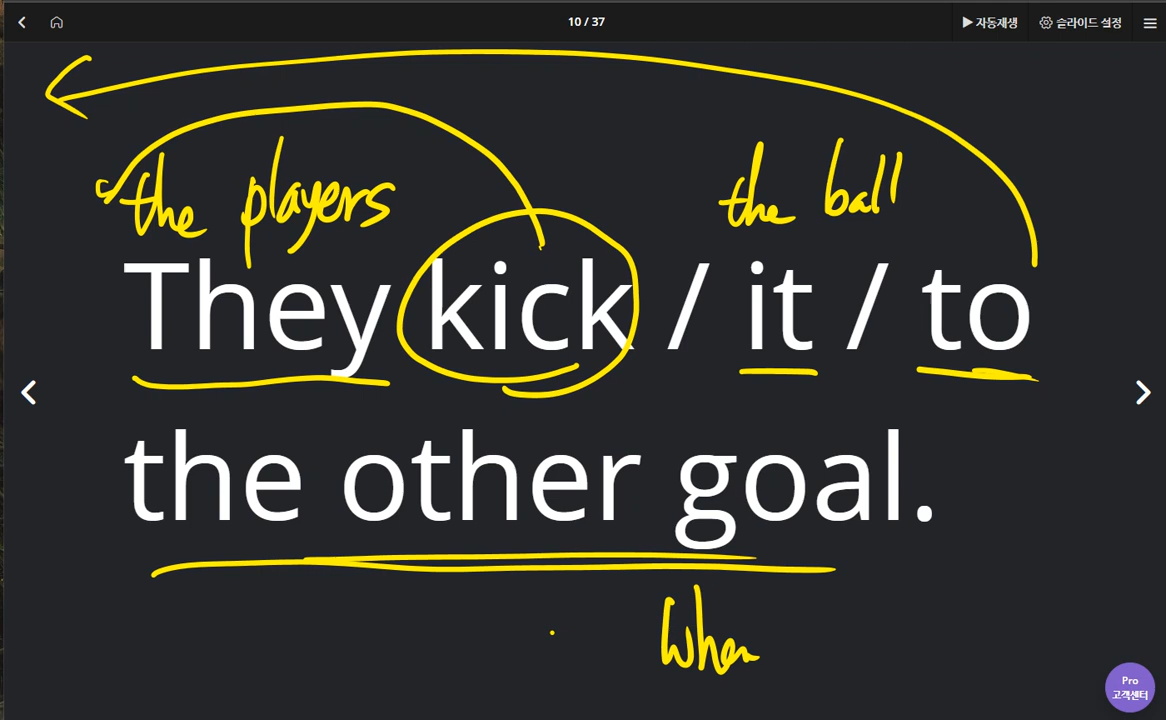 10 / 37
▶ 자동재생
슬라이드 설정
the players
the ball
They kick / it / to
the other goal.
When
Pro
고객센터